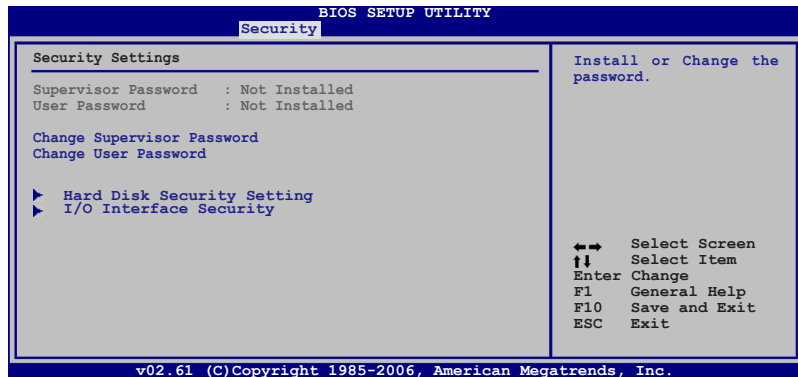 BIOS SETUP UTILITY
Security
Security Settings
Supervisor Password : Not Installed
User Password : Not Installed
Change Supervisor Password
Change User Password
Hard Disk Security Setting
I/O Interface Security
Install or Change the
password.
←→ Select Screen
↑↓ Select Item
Enter Change
F1 General Help
F10 Save and Exit
ESC Exit
v02.61 (C)Copyright 1985-2006, American Megatrends, Inc.